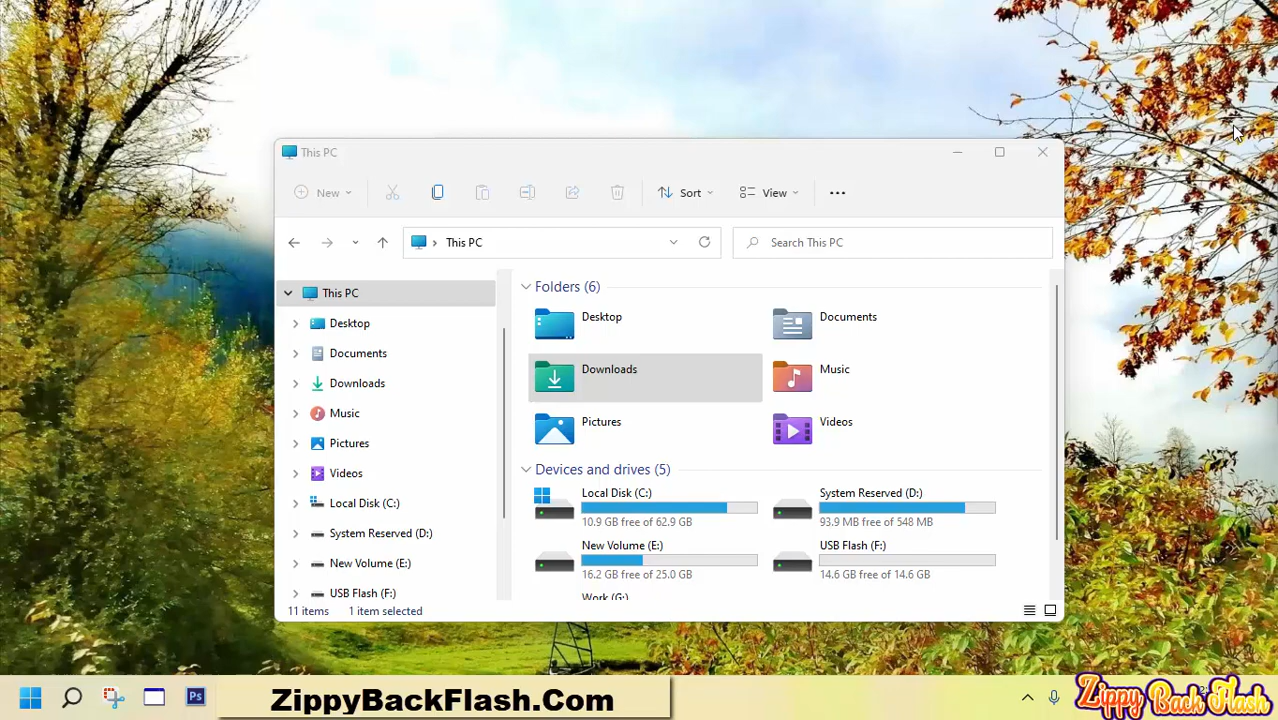 This PC
New
Sort
View
This PC
Search This PC
This PC
Desktop
Documents
Downloads
Music
Pictures
Videos
Local Disk (C:)
System Reserved (D:)
New Volume (E:)
USB Flash (F:)
Folders (6)
Desktop
Documents
Downloads
Music
Pictures
Videos
Devices and drives (5)
Local Disk (C:)
10.9 GB free of 62.9 GB
System Reserved (D:)
93.9 MB free of 548 MB
New Volume (E:)
16.2 GB free of 25.0 GB
USB Flash (F:)
14.6 GB free of 14.6 GB
Work (G:)
11 items
1 item selected
Ps
ZippyBackFlash.Com
Zippy Back Flash